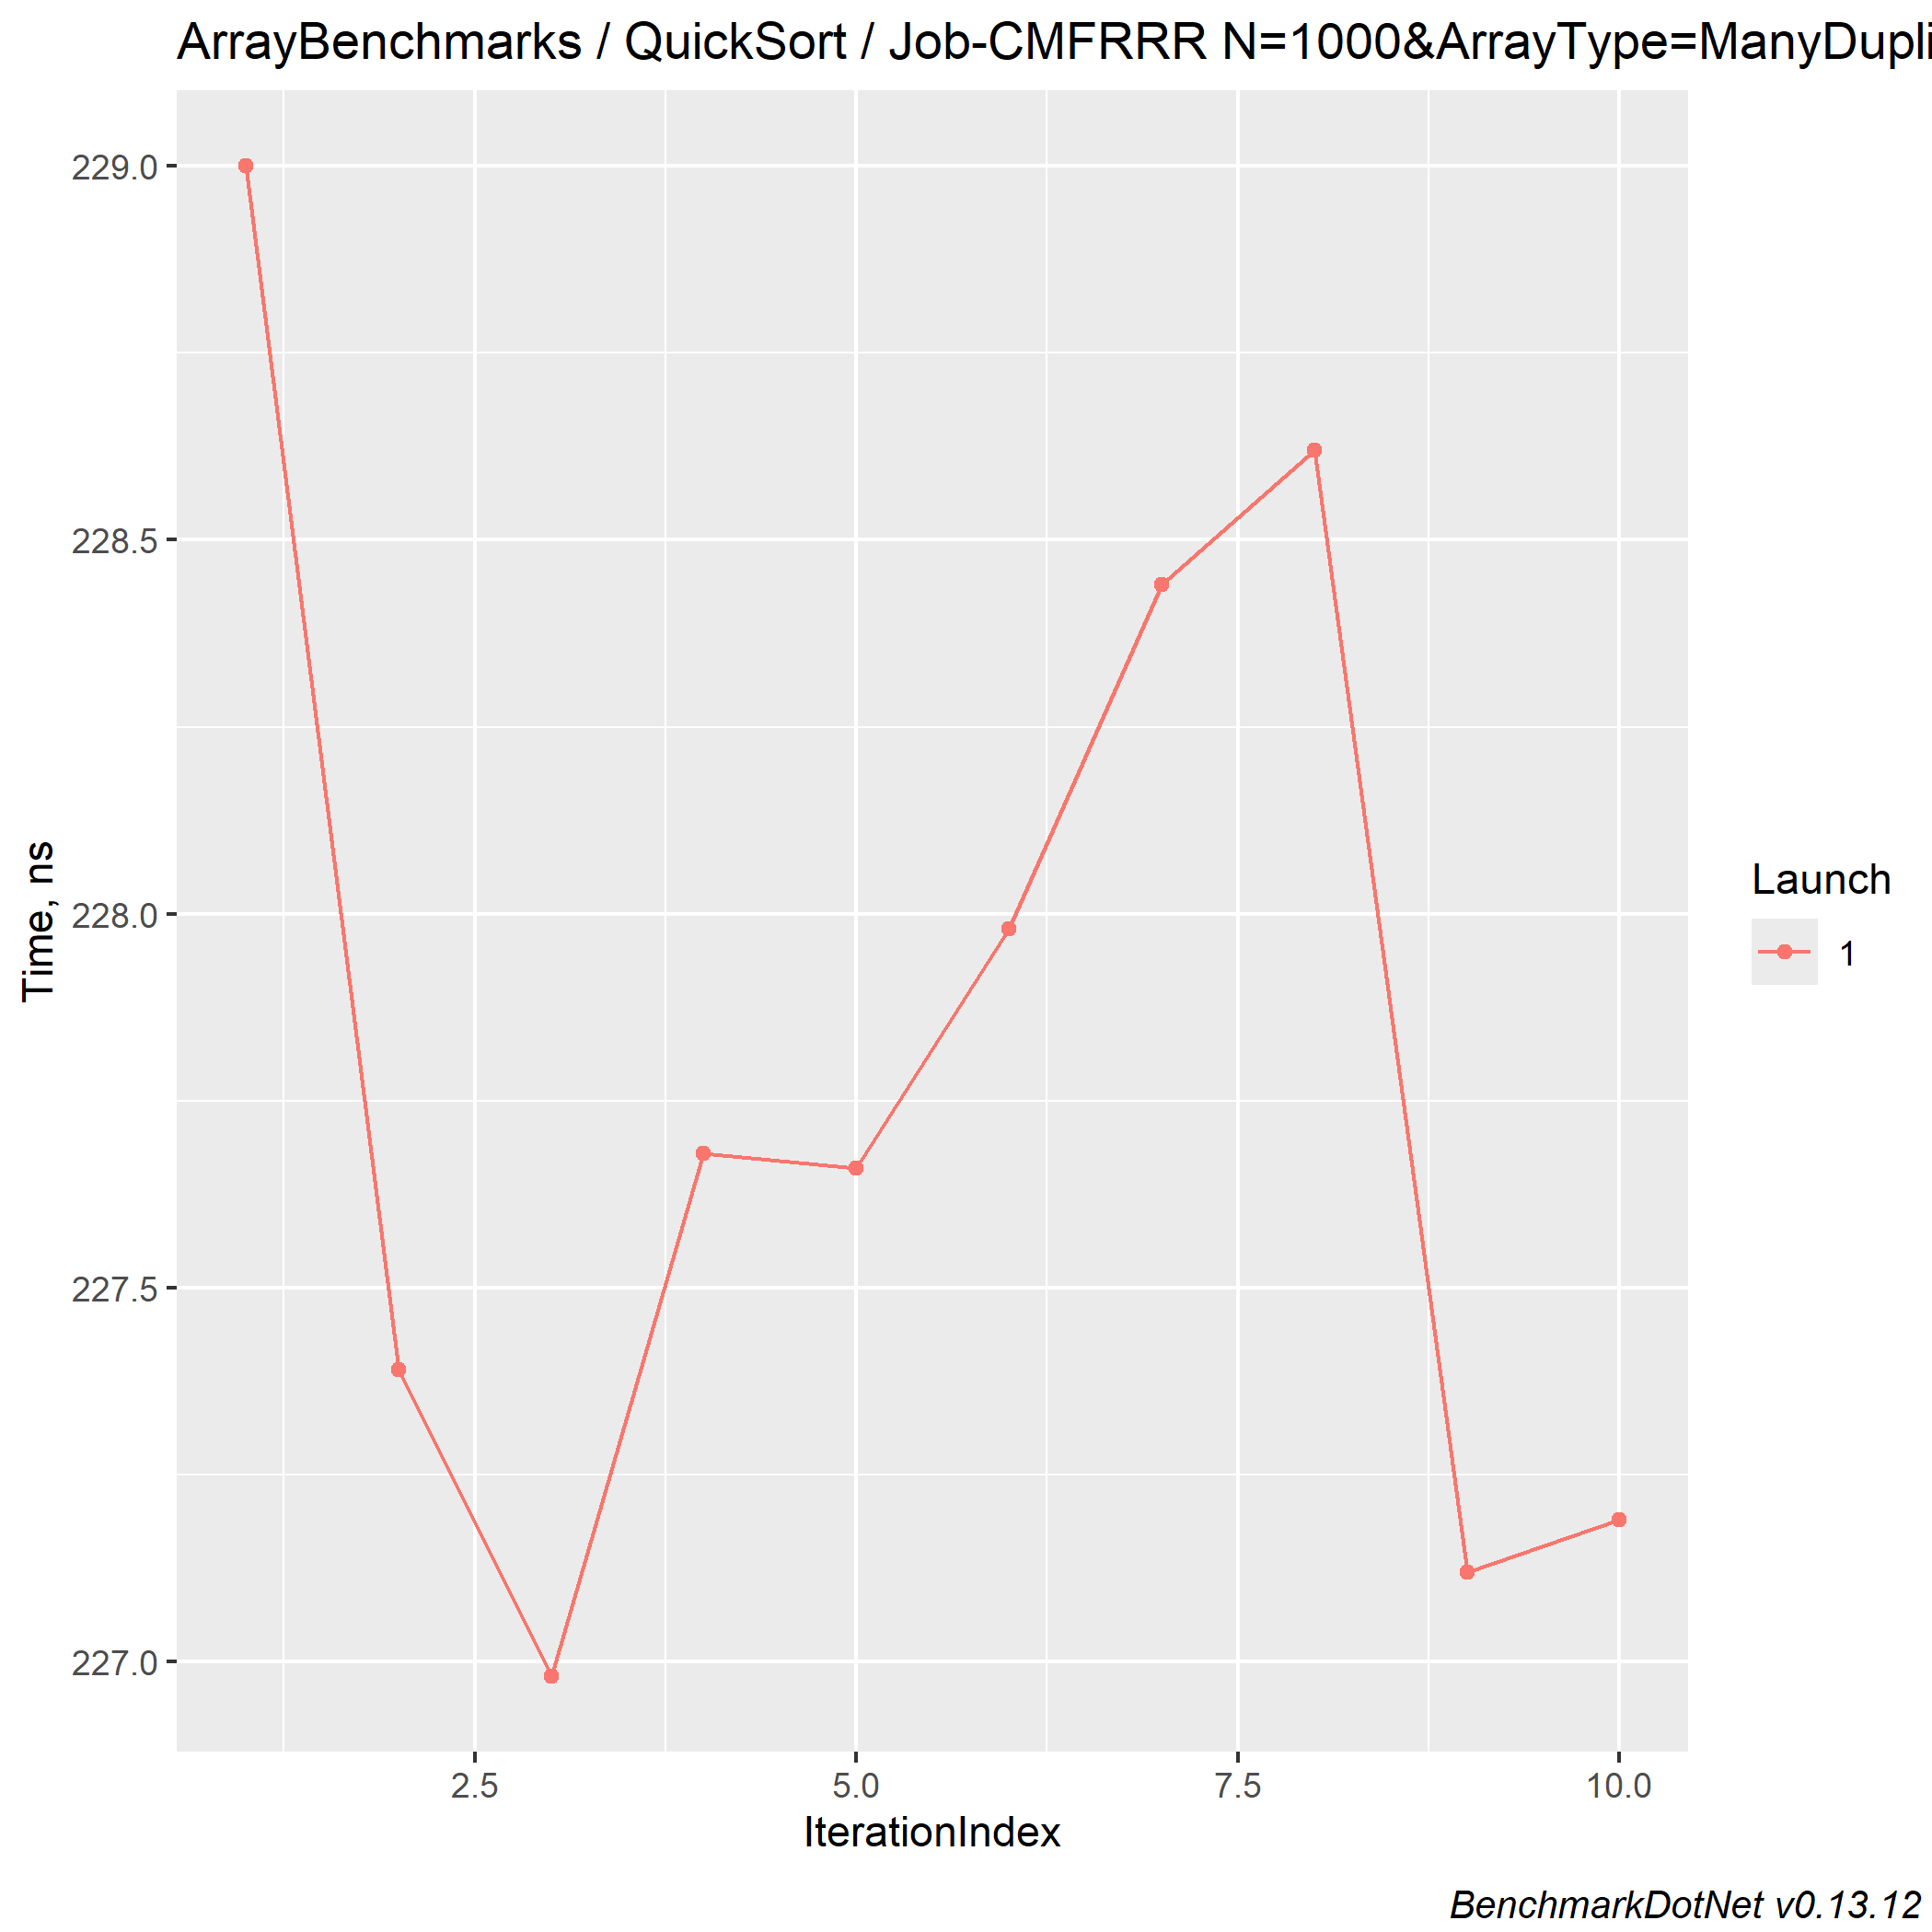 ArrayBenchmarks / QuickSort / Job-CMFRRR N=1000&ArrayType=ManyDupli
229.0
228.5
228.0
227.5
227.0
Time, ns
2.5 5.0 7.5 10.0
IterationIndex
Launch
1
BenchmarkDotNet v0.13.12